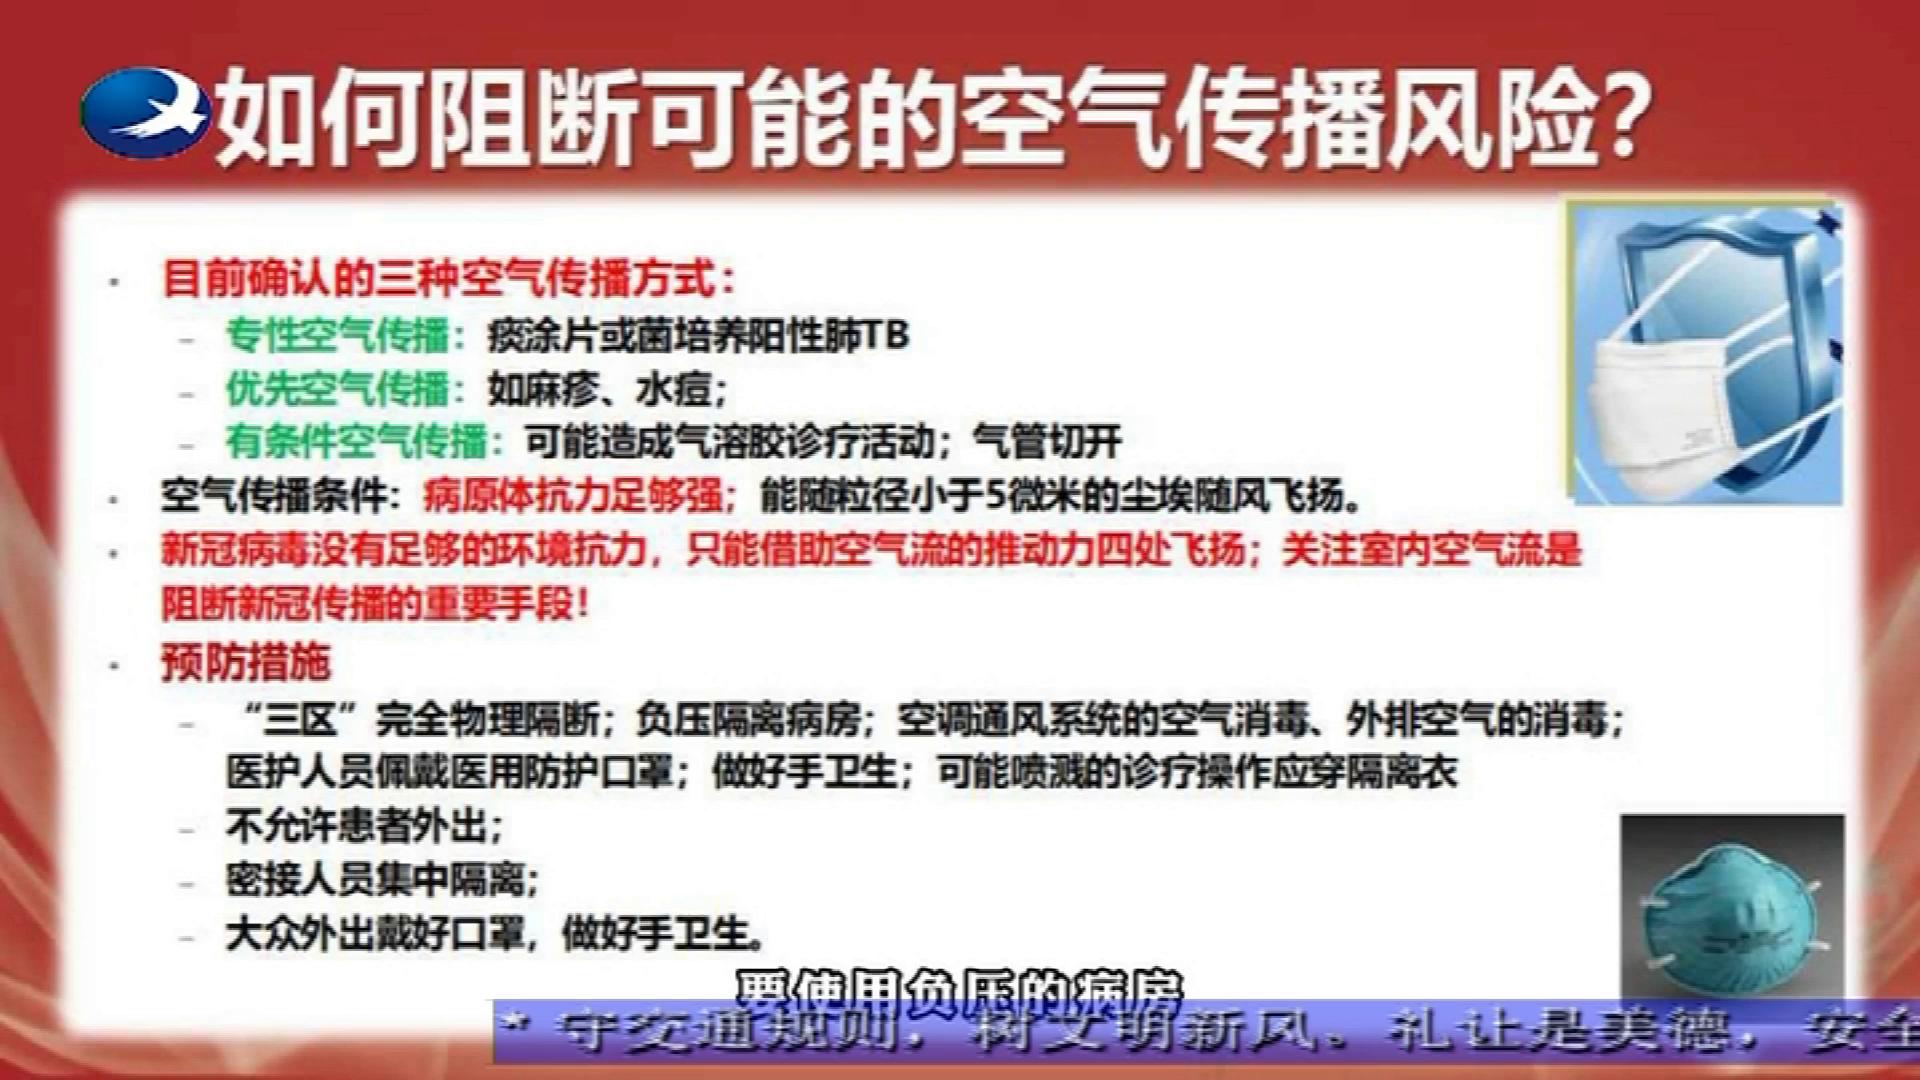 如何阻断可能的空气传播风险?
目前确认的三种空气传播方式：
专性空气传播：痰涂片或菌培养阳性肺TB
优先空气传播：如麻疹、水痘；
有条件空气传播：可能造成气溶胶诊疗活动；气管切开
空气传播条件：病原体抗力足够强；能随粒径小于5微米的尘埃随风飞扬。
新冠病毒没有足够的环境抗力，只能借助空气流的推动力四处飞扬；关注室内空气流是
阻断新冠传播的重要手段！
预防措施
“三区”完全物理隔断；负压隔离病房；空调通风系统的空气消毒、外排空气的消毒；
医护人员佩戴医用防护口罩；做好手卫生；可能喷溅的诊疗操作应穿隔离衣
不允许患者外出；
密接人员集中隔离；
大众外出戴好口罩，做好手卫生。
要使用负压的病房
* 守交通规则，树文明新风、礼让是美德，安全